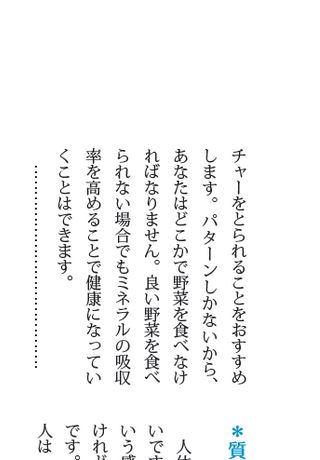 チャーをとられることをおすすめ
します。パターンしかないから、
あなたはどこかで野菜を食べなけ
ればなりません。良い野菜を食べ
られない場合でもミネラルの吸収
率を高めることで健康になってい
くことはできます。
…………………………
＊質
人体
いです
いう感
けれど
です。
人は